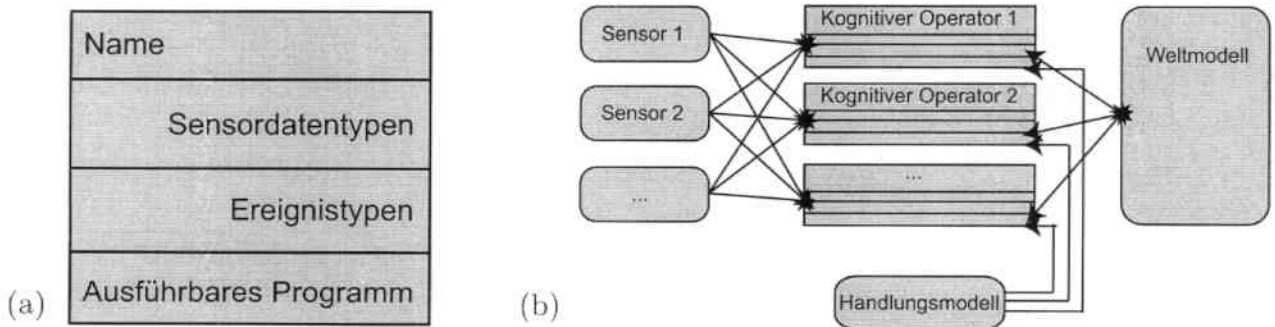 Name
Sensordatentypen
Ereignistypen
Ausführbares Programm
(a)
Sensor 1
Sensor 2
...
Kognitiver Operator 1
Kognitiver Operator 2
...
Weltmodell
Handlungsmodell
(b)